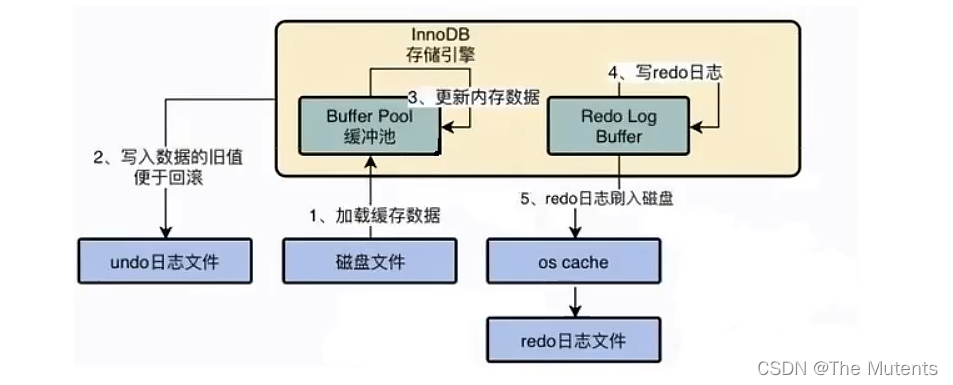 InnoDB
存储引擎
4、写redo日志
3、更新内存数据
Buffer Pool
缓冲池
Redo Log
Buffer
2、写入数据的旧值
便于回滚
5、redo日志刷入磁盘
1、加载缓存数据
undo日志文件
磁盘文件
os cache
redo日志文件
CSDN @The Mutents